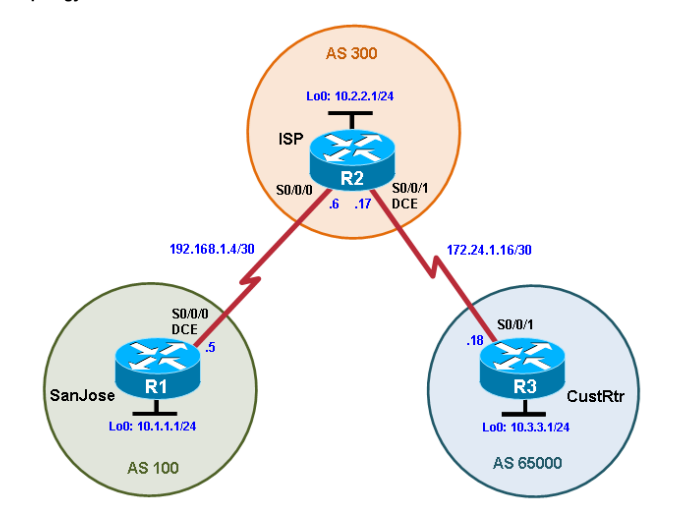 AS 300
Lo0: 10.2.2.1/24
ISP
R2
S0/0/0
S0/0/1
DCE
.6
.17
192.168.1.4/30
172.24.1.16/30
S0/0/0
DCE
.5
S0/0/1
.18
R1
SanJose
Lo0: 10.1.1.1/24
AS 100
R3
CustRtr
Lo0: 10.3.3.1/24
AS 65000